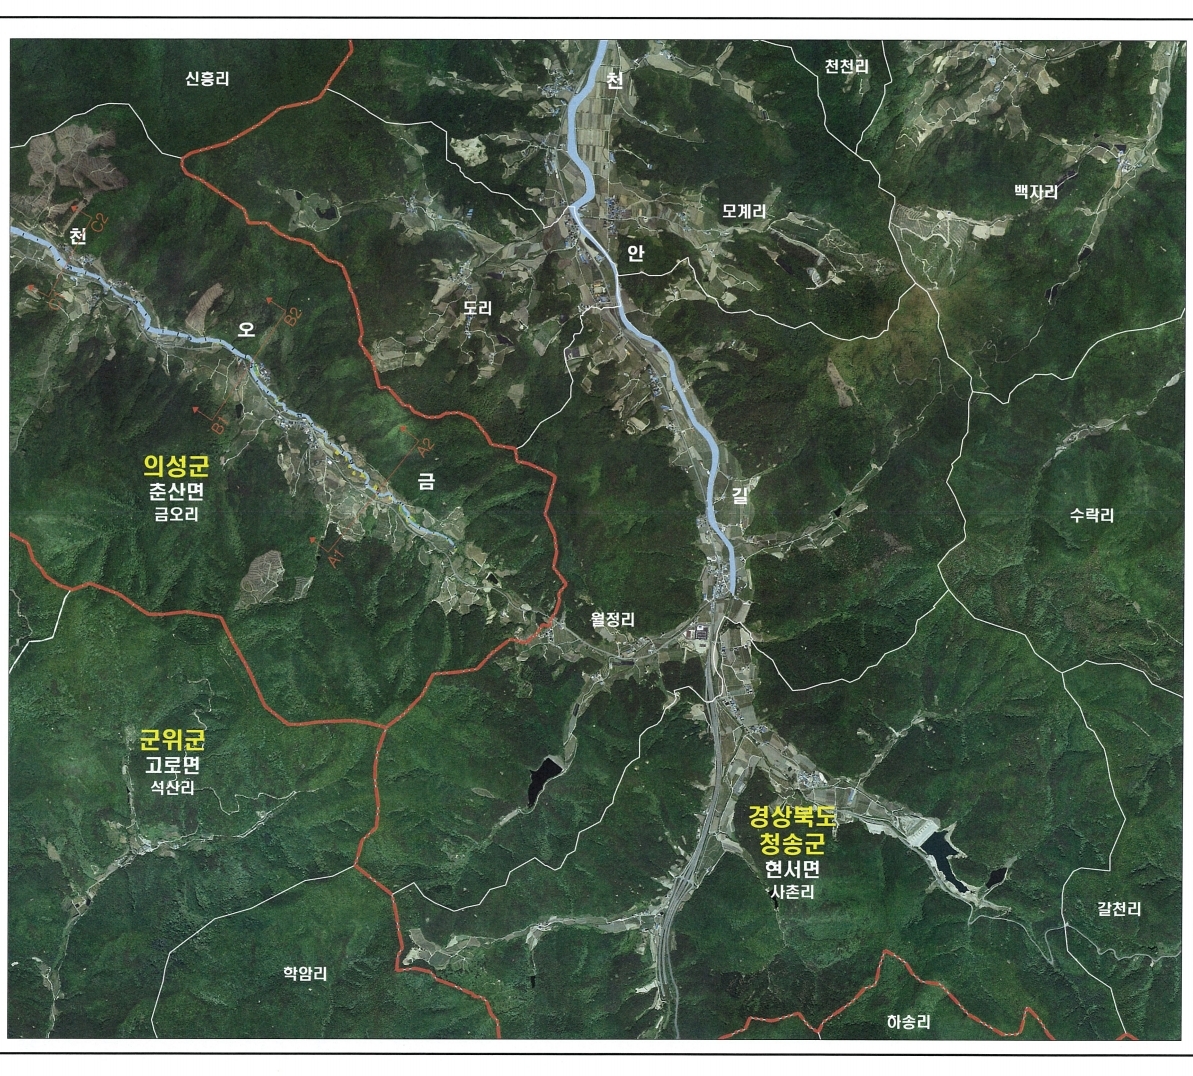 신흥리
천
천천리
백자리
모계리
C2
천
안
도리
B2
오
B1
A2
의성군
춘산면
금오리
금
길
수락리
A1
월정리
군위군
고로면
석산리
경상북도
청송군
현서면
사촌리
갈천리
학암리
하송리